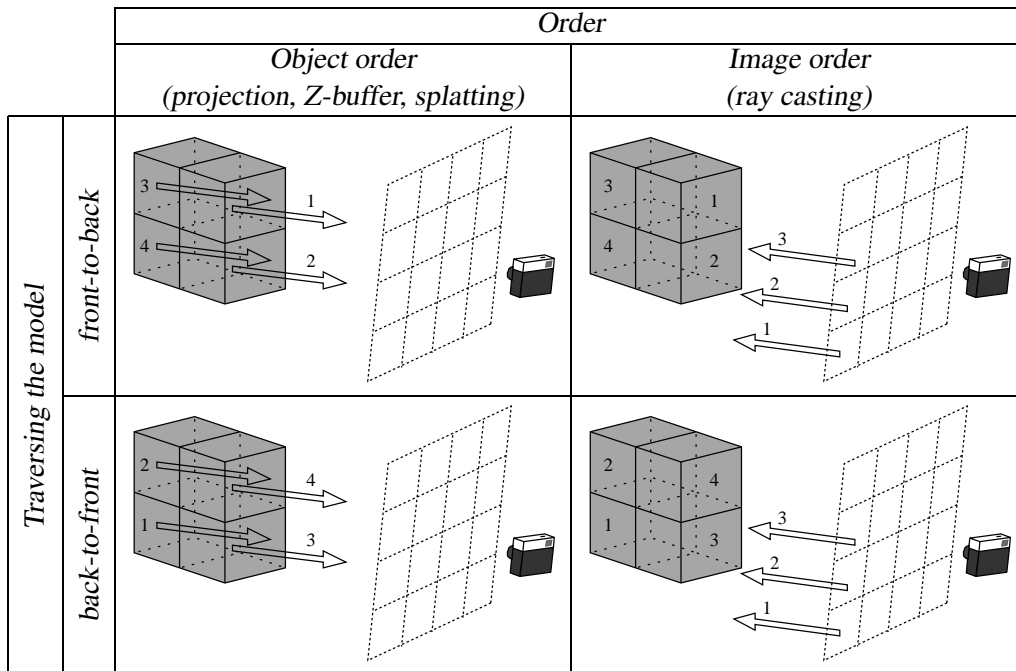 Order
Object order
(projection, Z-buffer, splatting)
Image order
(ray casting)
Traversing the model
front-to-back
3
1
4
2
3
1
4
2
3
2
1
back-to-front
2
4
1
3
2
4
1
3
3
2
1